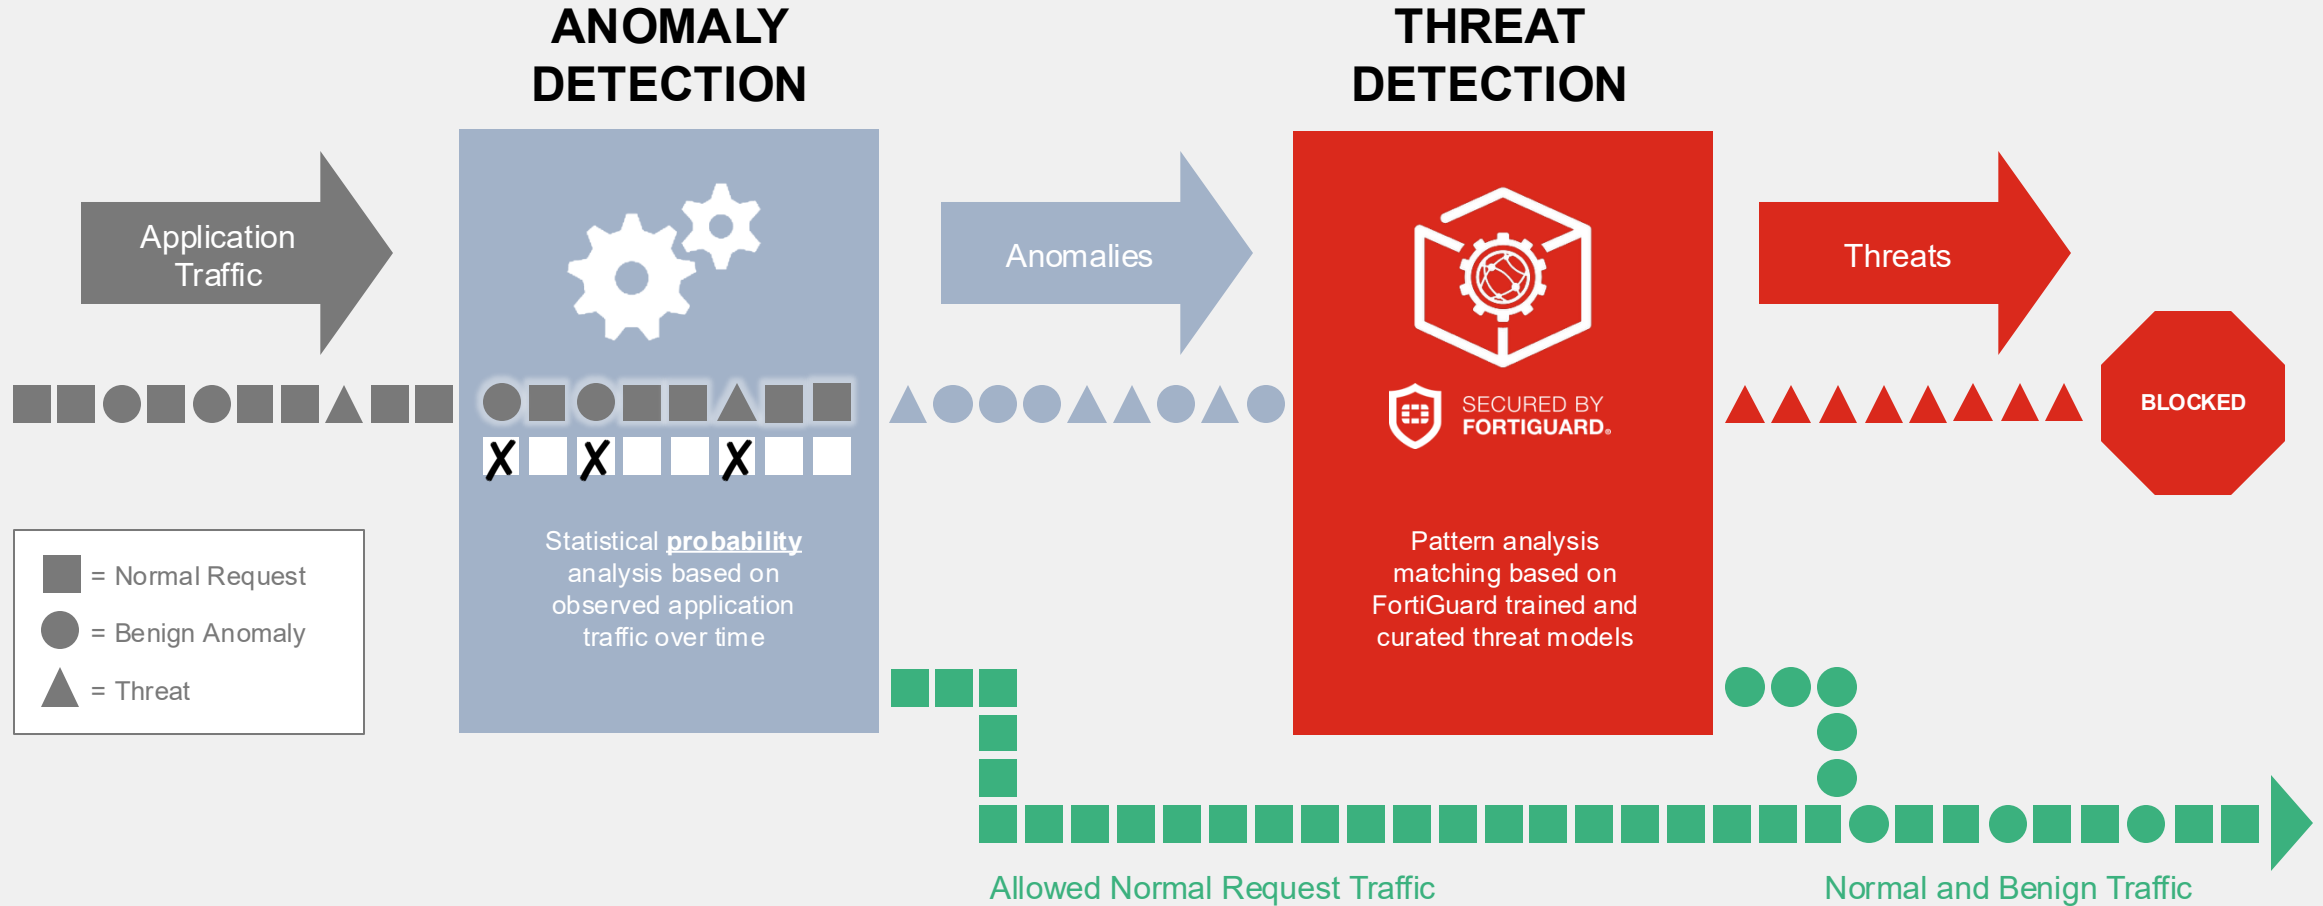 ANOMALY
DETECTION
THREAT
DETECTION
Application
Traffic
Anomalies
Threats
BLOCKED
SECURED BY
FORTIGUARD®
X X X
Statistical probability
analysis based on
observed application
traffic over time
Pattern analysis
matching based on
FortiGuard trained and
curated threat models
= Normal Request
= Benign Anomaly
= Threat
Allowed Normal Request Traffic
Normal and Benign Traffic